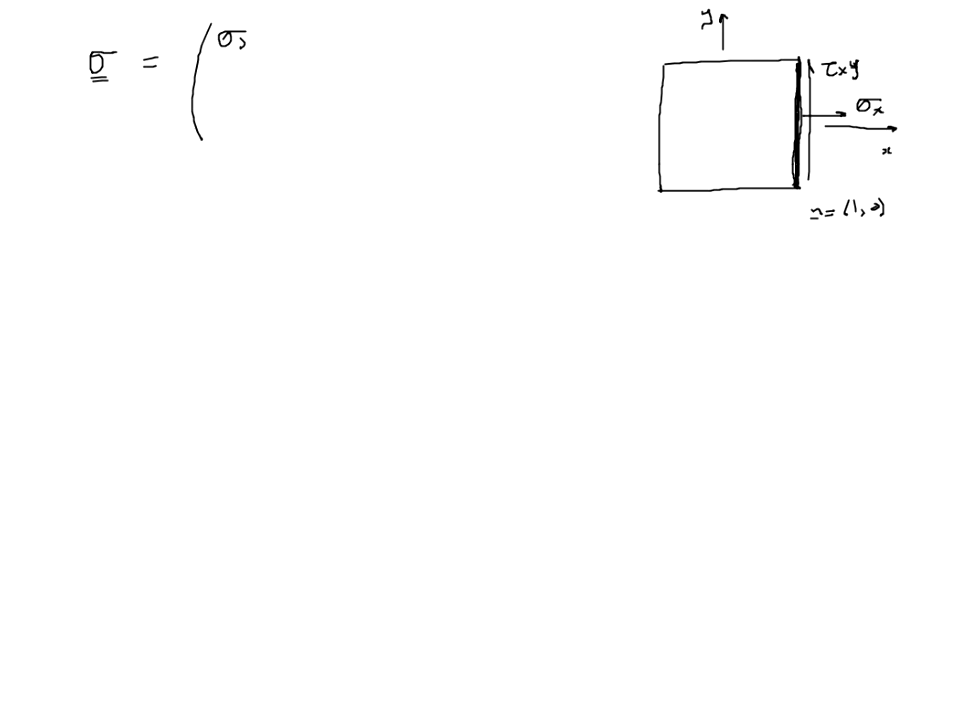 σ = ( σ
y
τxy
σx
x
n = (1, 0)